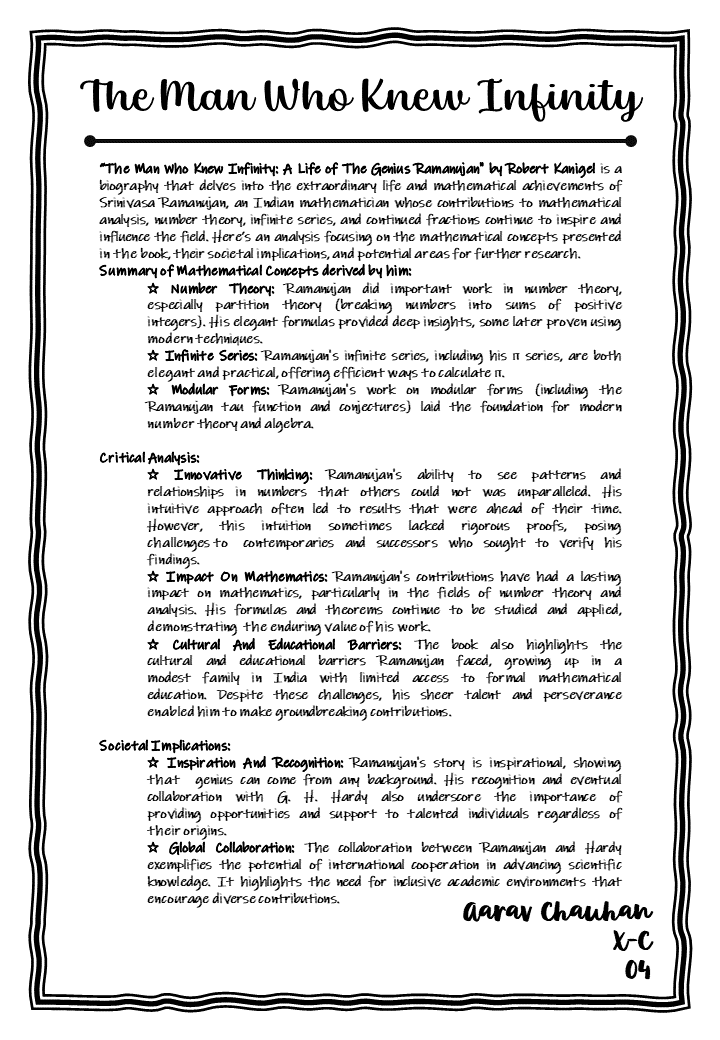 The Man Who Knew Infinity
"The Man Who Knew Infinity: A Life of The Genius Ramanujan" by Robert Kanigel is a
biography that delves into the extraordinary life and mathematical achievements of
Srinivasa Ramanujan, an Indian mathematician whose contributions to mathematical
analysis, number theory, infinite series, and continued fractions continue to inspire and
influence the field. Here's an analysis focusing on the mathematical concepts presented
in the book, their societal implications, and potential areas for further research.
Summary of Mathematical Concepts derived by him:
☆ Number Theory: Ramanujan did important work in number theory,
especially partition theory (breaking numbers into sums of positive
integers). His elegant formulas provided deep insights, some later proven using
modern techniques.
☆ Infinite Series: Ramanujan's infinite series, including his π series, are both
elegant and practical, offering efficient ways to calculate π.
☆ Modular Forms: Ramanujan's work on modular forms (including the
Ramanujan tau function and conjectures) laid the foundation for modern
number theory and algebra.
Critical Analysis:
☆ Innovative Thinking: Ramanujan's ability to see patterns and
relationships in numbers that others could not was unparalleled. His
intuitive approach often led to results that were ahead of their time.
However, this intuition sometimes lacked rigorous proofs, posing
challenges to contemporaries and successors who sought to verify his
findings.
☆ Impact On Mathematics: Ramanujan's contributions have had a lasting
impact on mathematics, particularly in the fields of number theory and
analysis. His formulas and theorems continue to be studied and applied,
demonstrating the enduring value of his work.
☆ Cultural And Educational Barriers: The book also highlights the
cultural and educational barriers Ramanujan faced, growing up in a
modest family in India with limited access to formal mathematical
education. Despite these challenges, his sheer talent and perseverance
enabled him to make groundbreaking contributions.
Societal Implications:
☆ Inspiration And Recognition: Ramanujan's story is inspirational, showing
that genius can come from any background. His recognition and eventual
collaboration with G. H. Hardy also underscore the importance of
providing opportunities and support to talented individuals regardless of
their origins.
☆ Global Collaboration: The collaboration between Ramanujan and Hardy
exemplifies the potential of international cooperation in advancing scientific
knowledge. It highlights the need for inclusive academic environments that
encourage diverse contributions.
Aarav Chauhan
X-C
04